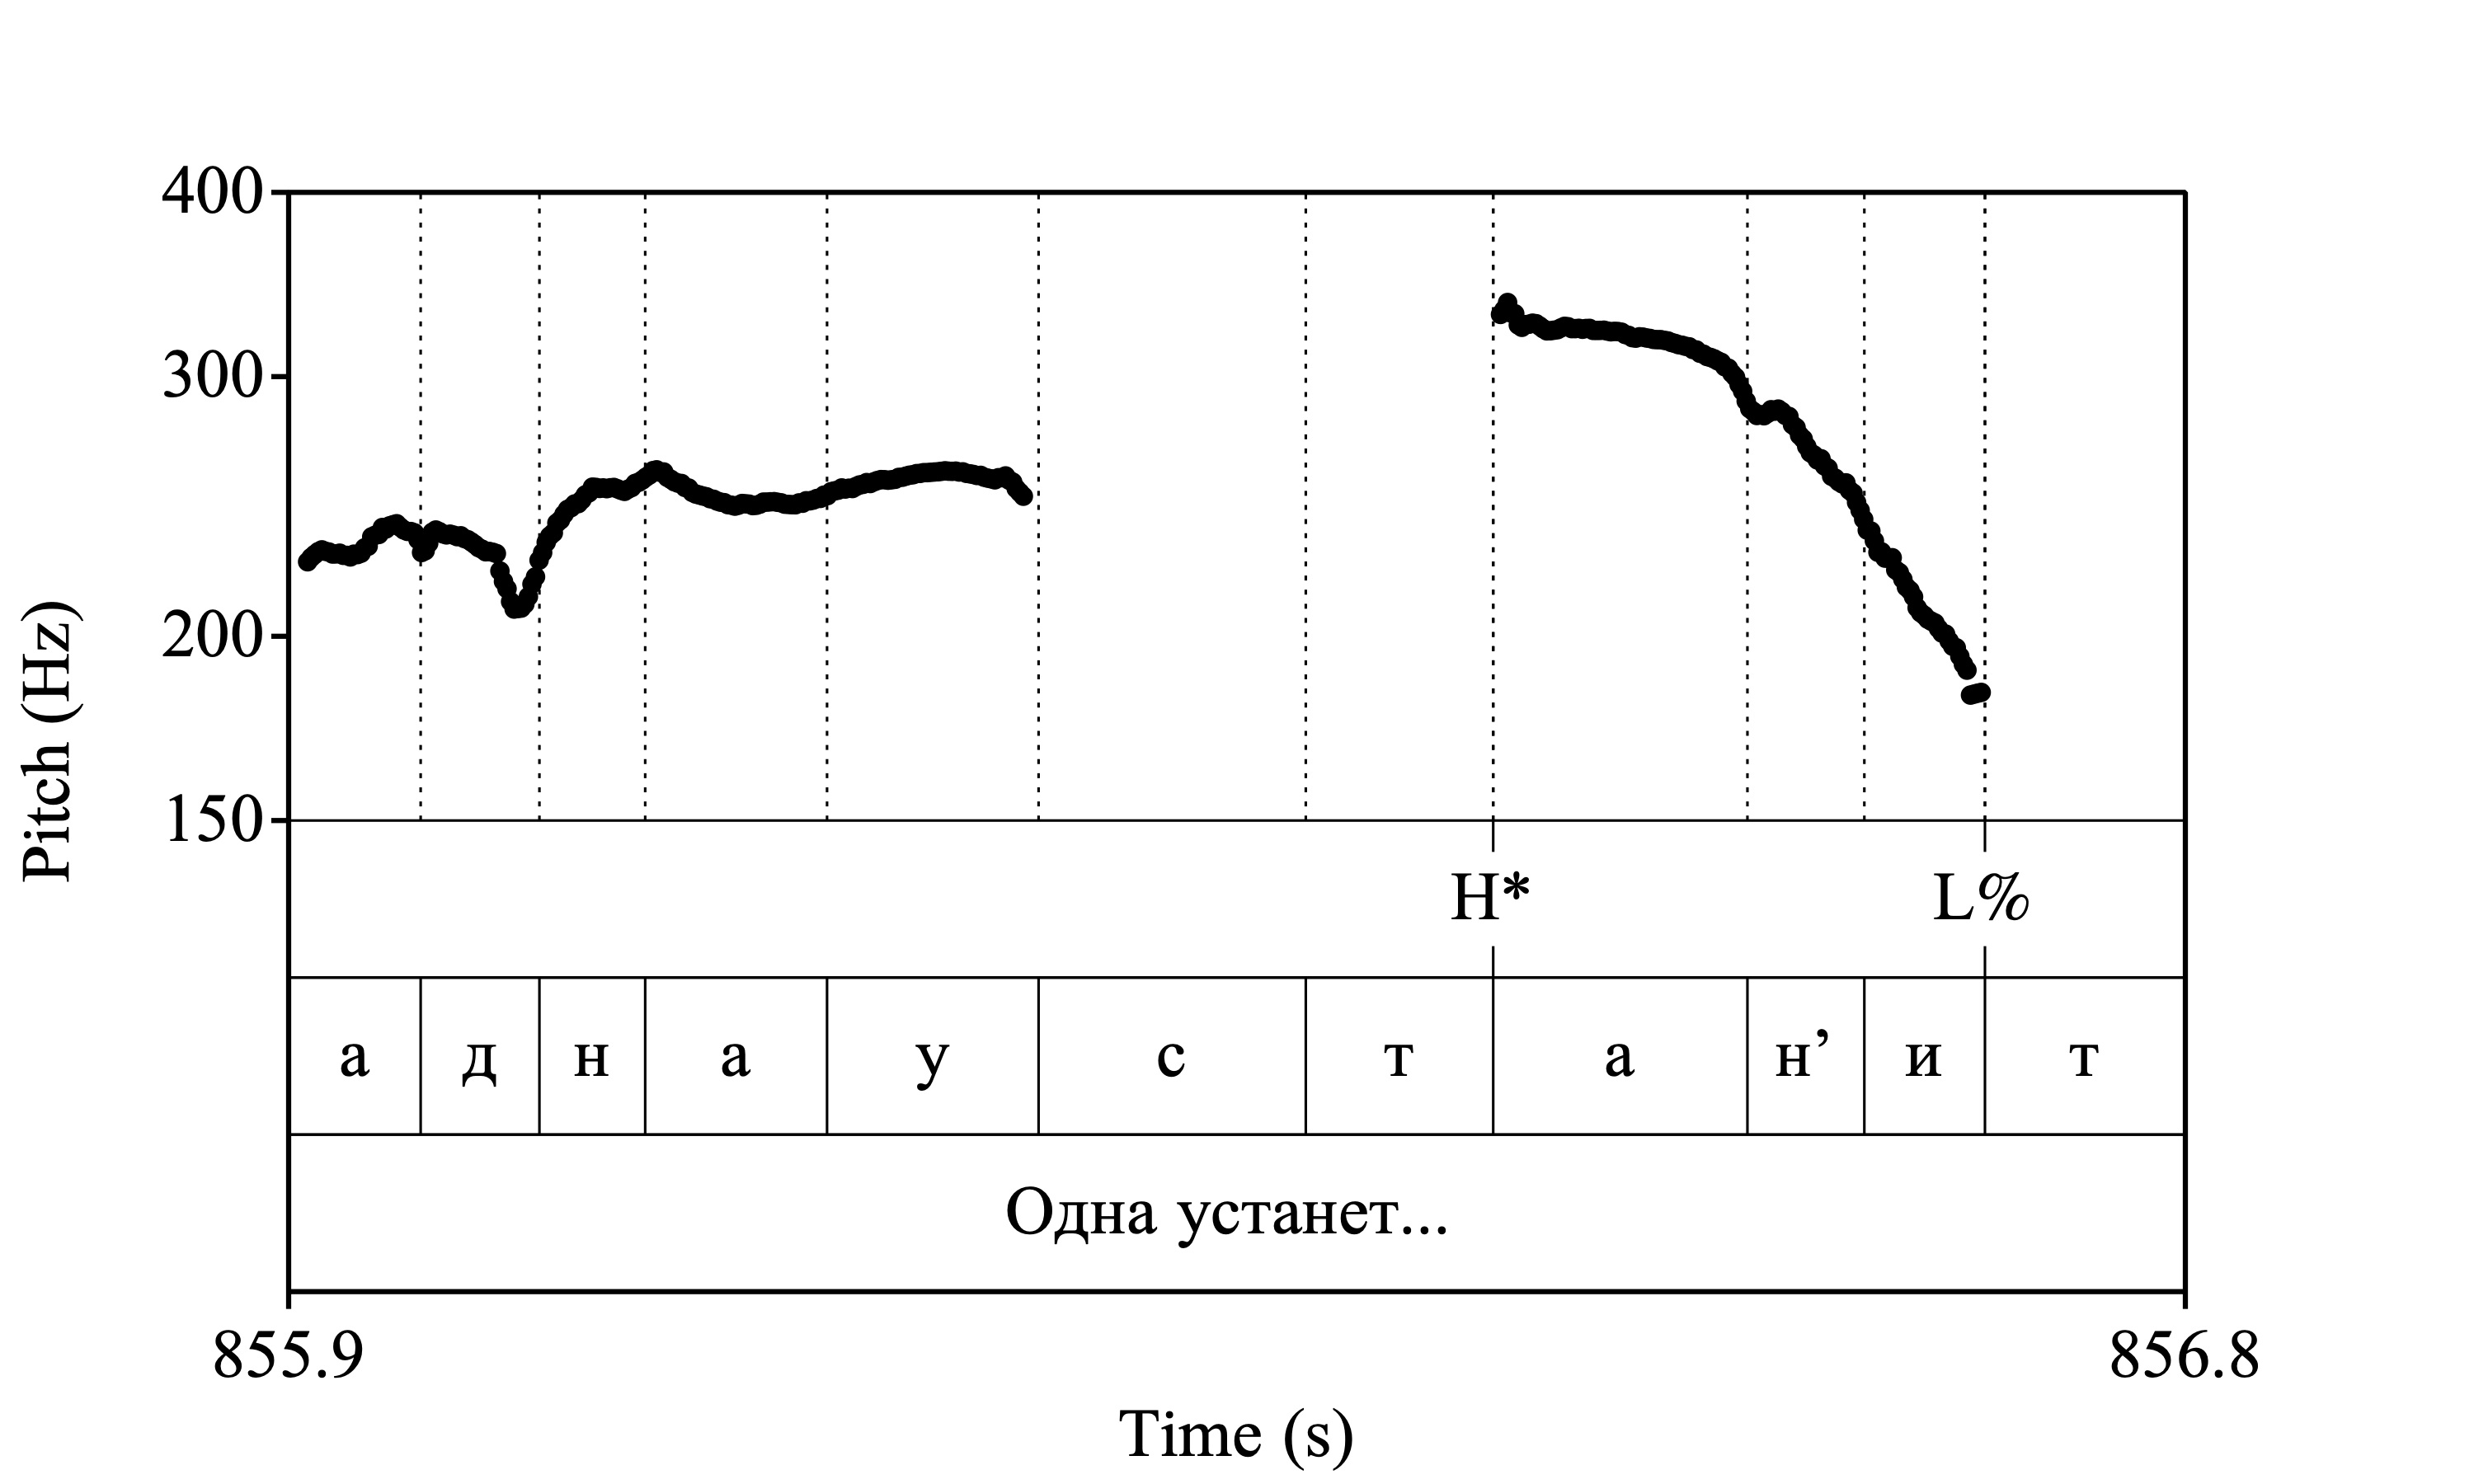 400
300
200
150
Pitch (Hz)
H* L%
а д н а у с т а н’ и т
Одна устанет...
855.9 856.8
Time (s)